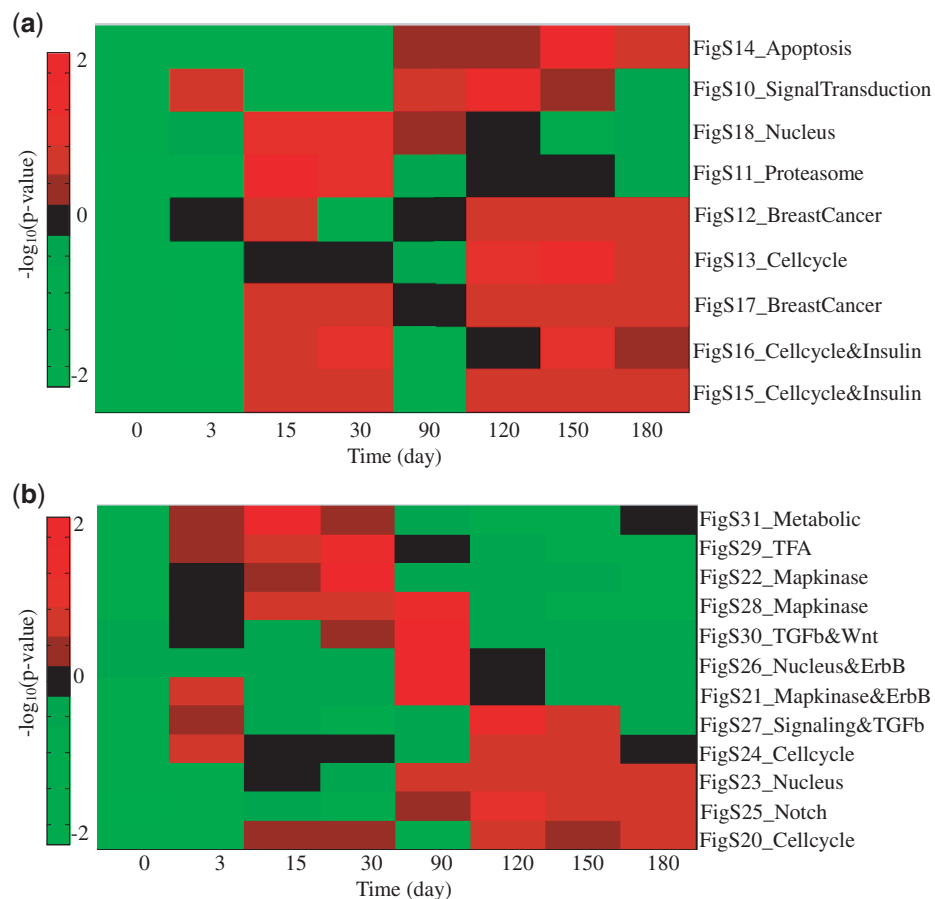 (a)
2
0
-2
-log10(p-value)
FigS14_Apoptosis
FigS10_SignalTransduction
FigS18_Nucleus
FigS11_Proteasome
FigS12_BreastCancer
FigS13_Cellcycle
FigS17_BreastCancer
FigS16_Cellcycle&Insulin
FigS15_Cellcycle&Insulin
0 3 15 30 90 120 150 180
Time (day)
(b)
2
0
-2
-log10(p-value)
FigS31_Metabolic
FigS29_TFA
FigS22_Mapkinase
FigS28_Mapkinase
FigS30_TGFb&Wnt
FigS26_Nucleus&ErbB
FigS21_Mapkinase&ErbB
FigS27_Signaling&TGFb
FigS24_Cellcycle
FigS23_Nucleus
FigS25_Notch
FigS20_Cellcycle
0 3 15 30 90 120 150 180
Time (day)